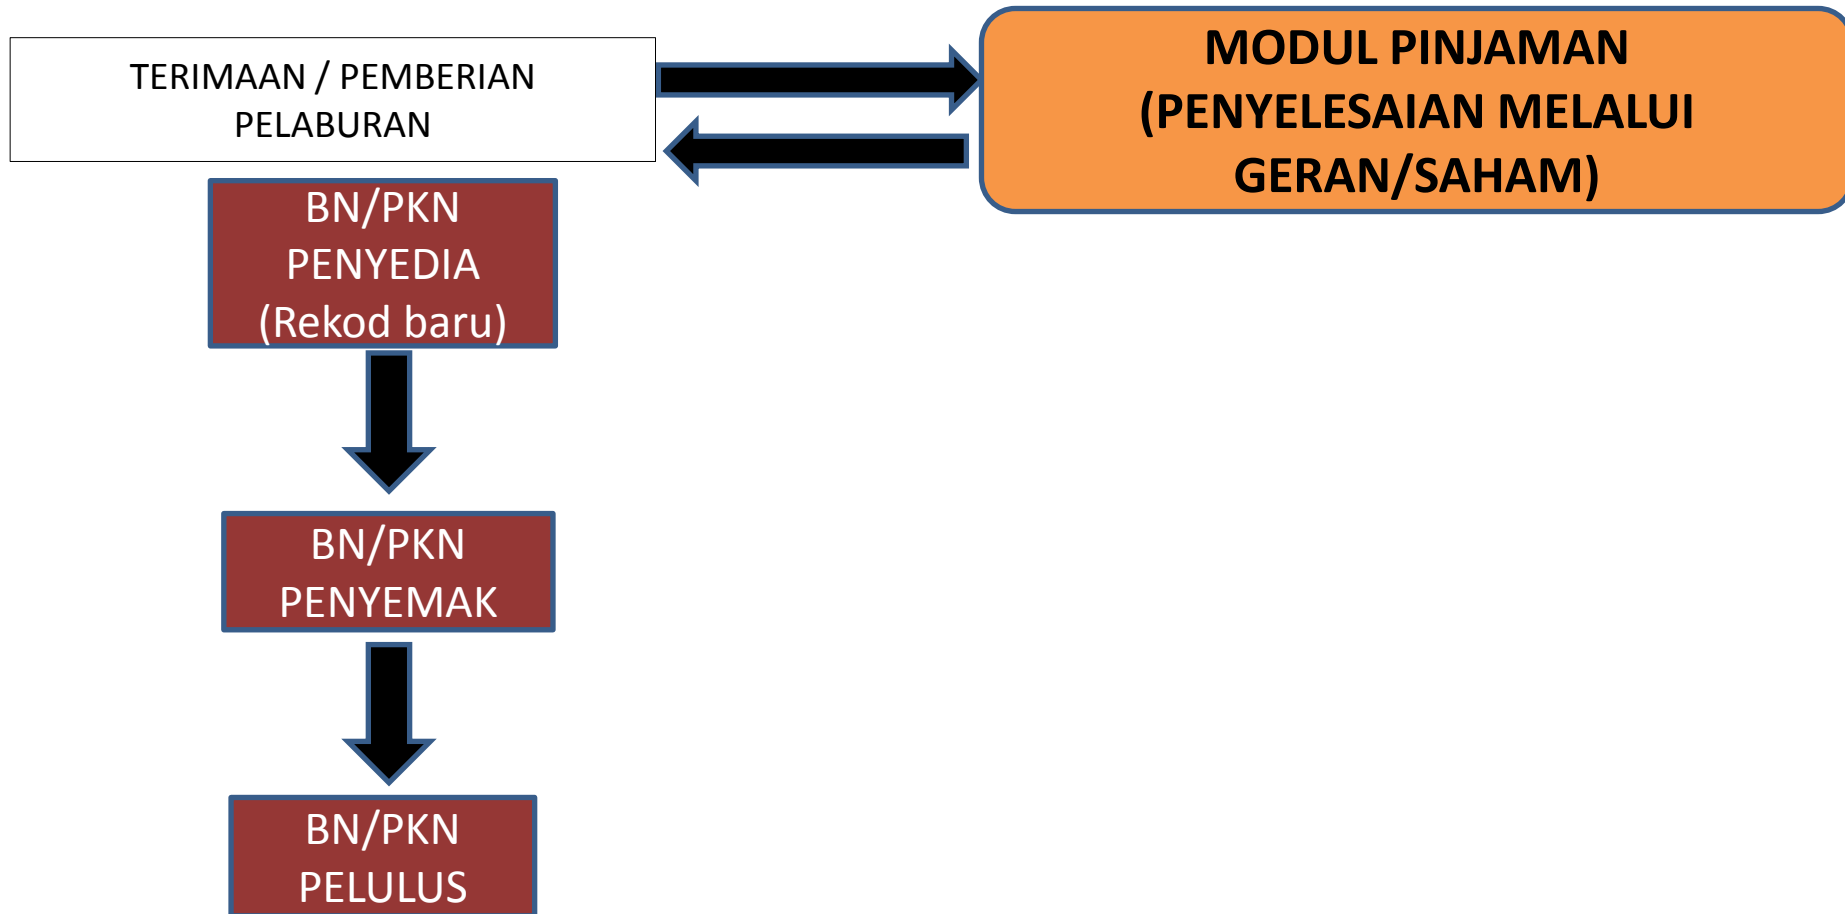 TERIMAAN / PEMBERIAN
PELABURAN
MODUL PINJAMAN
(PENYELESAIAN MELALUI
GERAN/SAHAM)
BN/PKN
PENYEDIA
(Rekod baru)
BN/PKN
PENYEMAK
BN/PKN
PELULUS